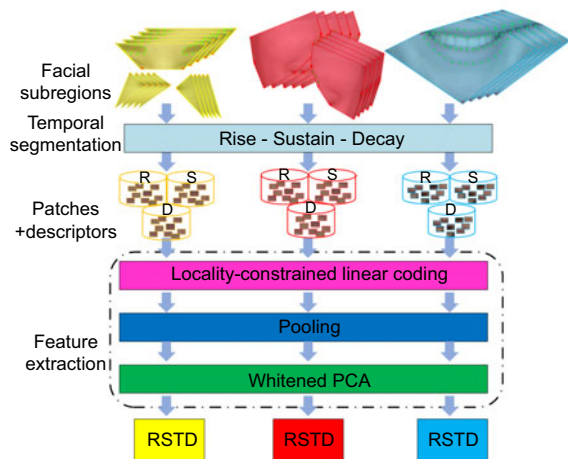 Facial
subregions
Temporal
segmentation
Rise - Sustain - Decay
R S R S R S
D D D
Patches
+descriptors
Locality-constrained linear coding
Pooling
Feature
extraction
Whitened PCA
RSTD RSTD RSTD